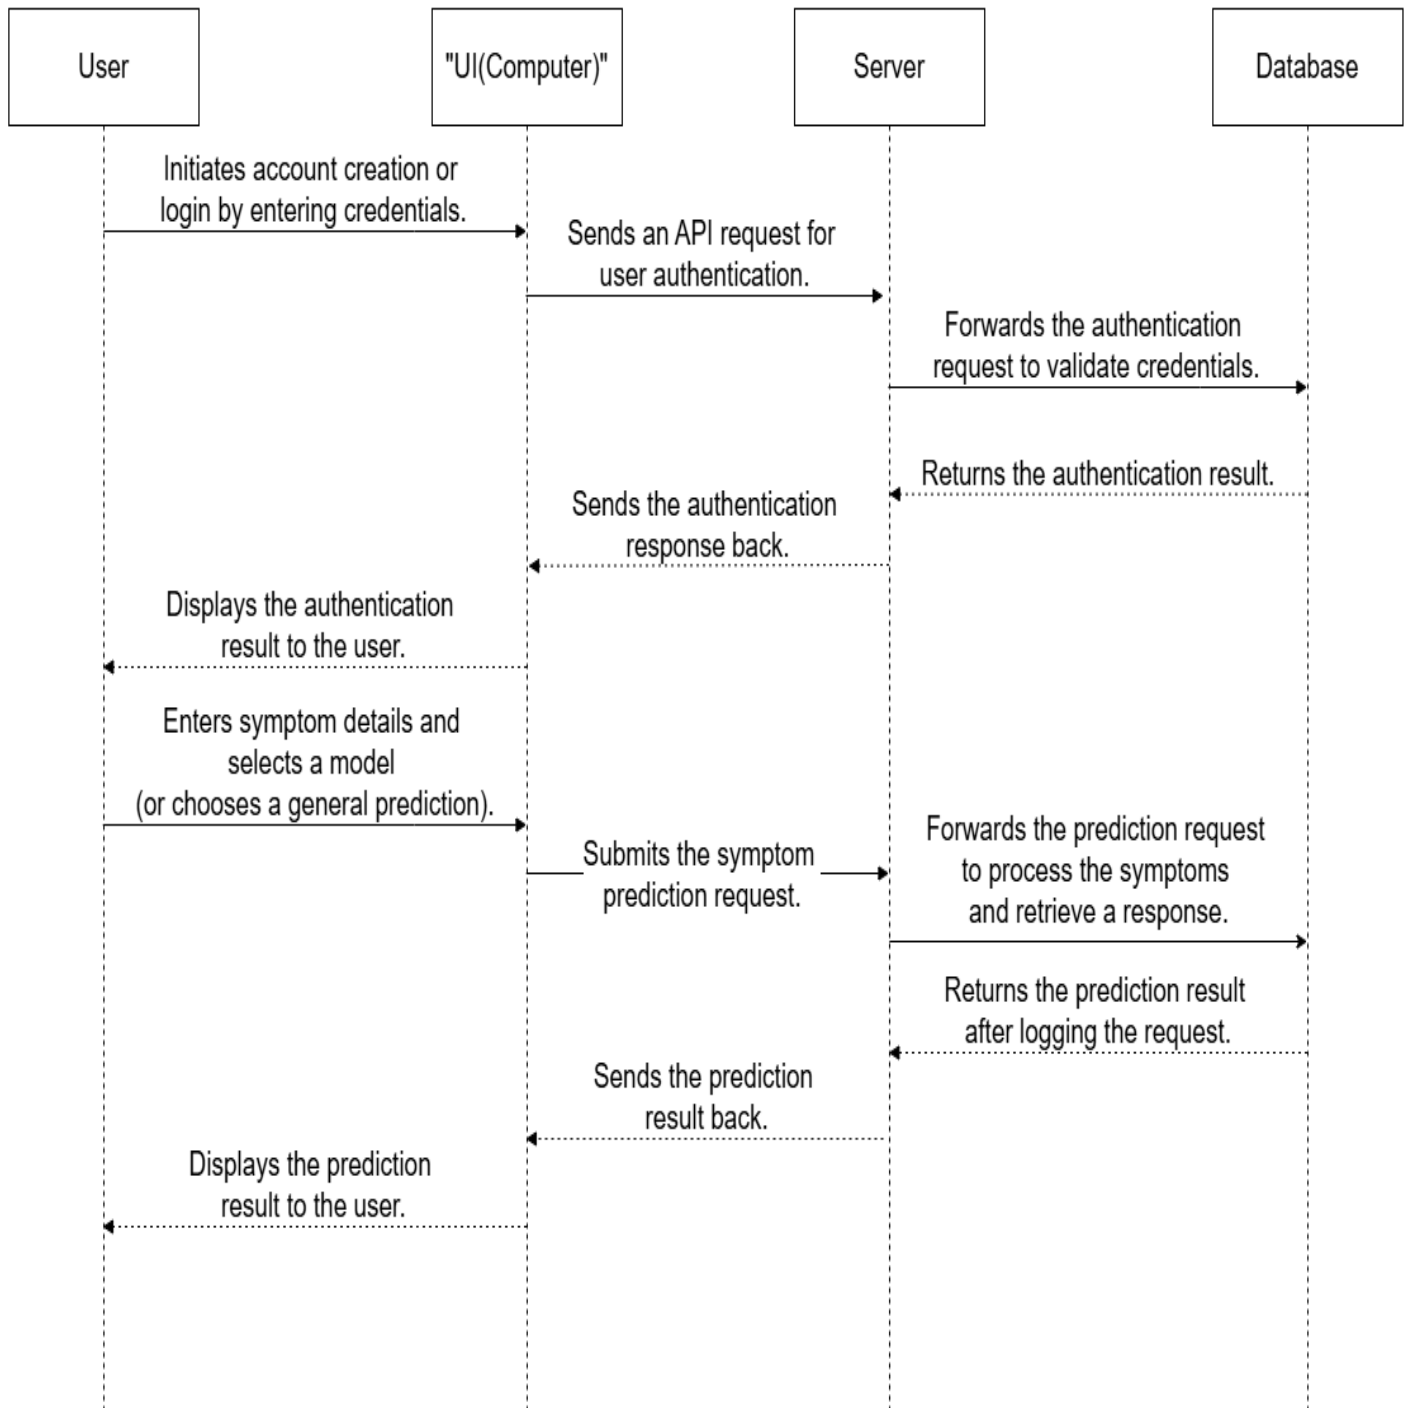 User
"UI(Computer)"
Server
Database
Initiates account creation or
login by entering credentials.
Sends an API request for
user authentication.
Forwards the authentication
request to validate credentials.
Returns the authentication result.
Sends the authentication
response back.
Displays the authentication
result to the user.
Enters symptom details and
selects a model
(or chooses a general prediction).
Submits the symptom
prediction request.
Forwards the prediction request
to process the symptoms
and retrieve a response.
Returns the prediction result
after logging the request.
Sends the prediction
result back.
Displays the prediction
result to the user.